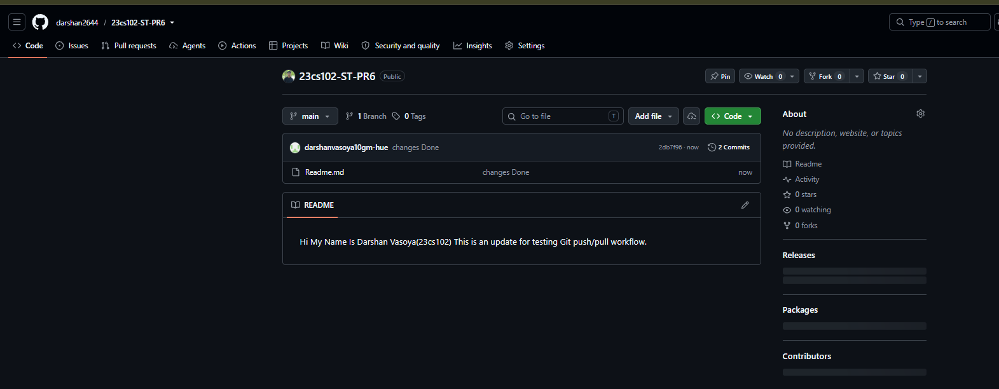 darshan2644 / 23cs102-ST-PR6
Type / to search
Code Issues Pull requests Agents Actions Projects Wiki Security and quality Insights Settings
23cs102-ST-PR6 Public
Pin Watch 0 Fork 0 Star 0
main 1 Branch 0 Tags Go to file T Add file Code
darshanvasoya10gm-hue changes Done 2db7f96 · now 2 Commits
Readme.md changes Done now
README
Hi My Name Is Darshan Vasoya(23cs102) This is an update for testing Git push/pull workflow.
About
No description, website, or topics
provided.
Readme
Activity
0 stars
0 watching
0 forks
Releases
Packages
Contributors